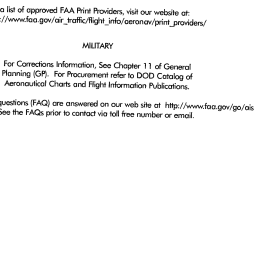 a list of approved FAA Print Providers, visit our website at:
://www.faa.gov/air_traffic/flight_info/aeronav/print_providers/
MILITARY
For Corrections Information, See Chapter 11 of General
Planning (GP). For Procurement refer to DOD Catalog of
Aeronautical Charts and Flight Information Publications.
questions (FAQ) are answered on our web site at http://www.faa.gov/go/ais
See the FAQs prior to contact via toll free number or email.